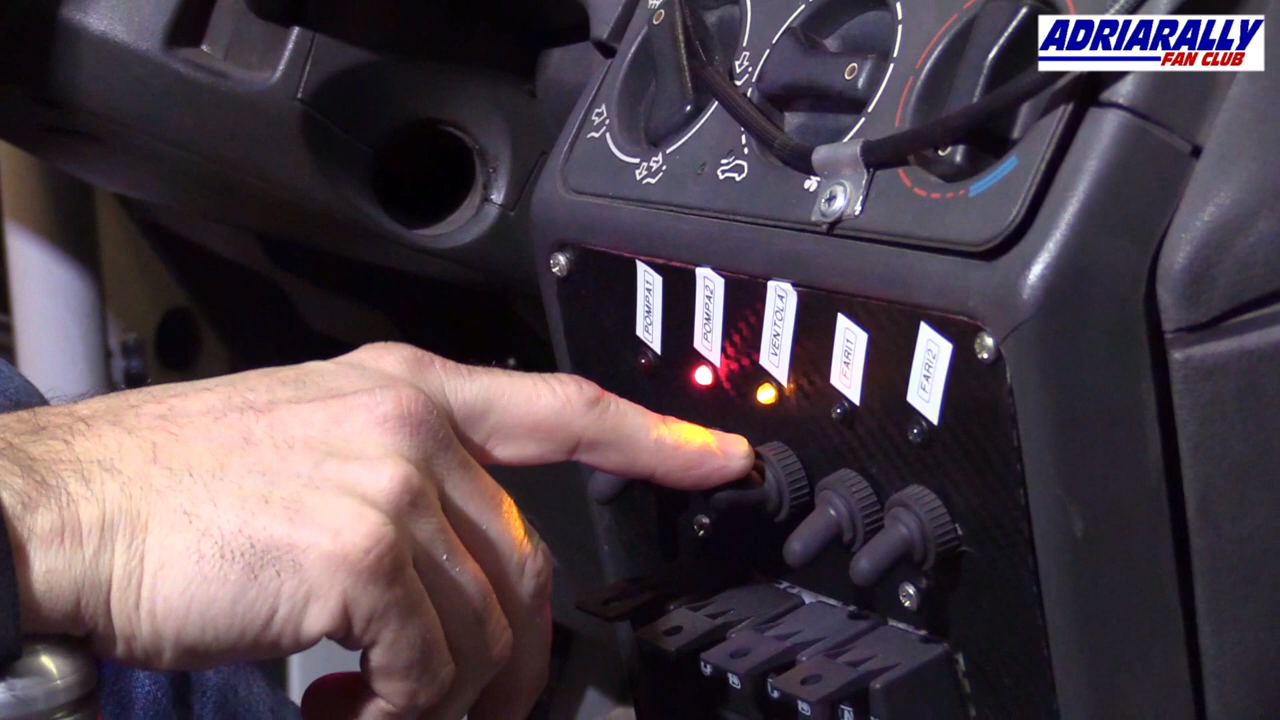 ADRIARALLY
FAN CLUB
POMPA1
POMPA2
VENTOLA
FARI1
FARI2